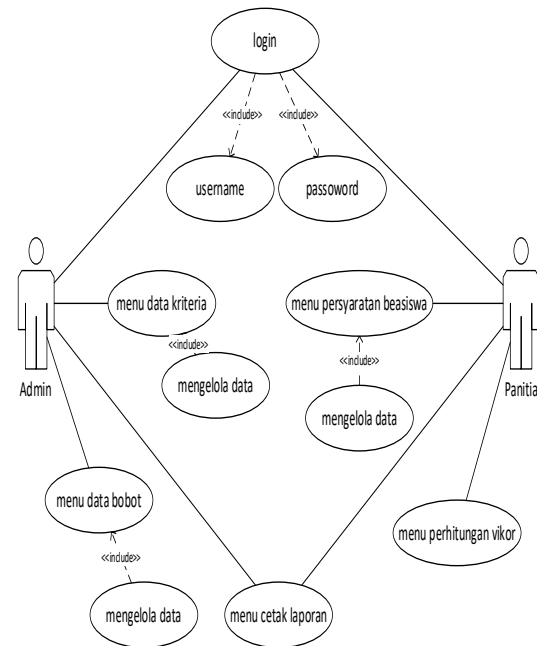 login
<<include>>
<<include>>
username
passoword
menu data kriteria
menu persyaratan beasiswa
<<include>>
<<include>>
mengelola data
mengelola data
Admin
Panitia
menu data bobot
menu perhitungan vikor
<<include>>
mengelola data
menu cetak laporan